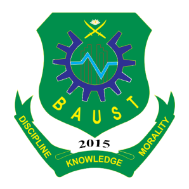 BAUST
2015
DISCIPLINE
KNOWLEDGE
MORALITY